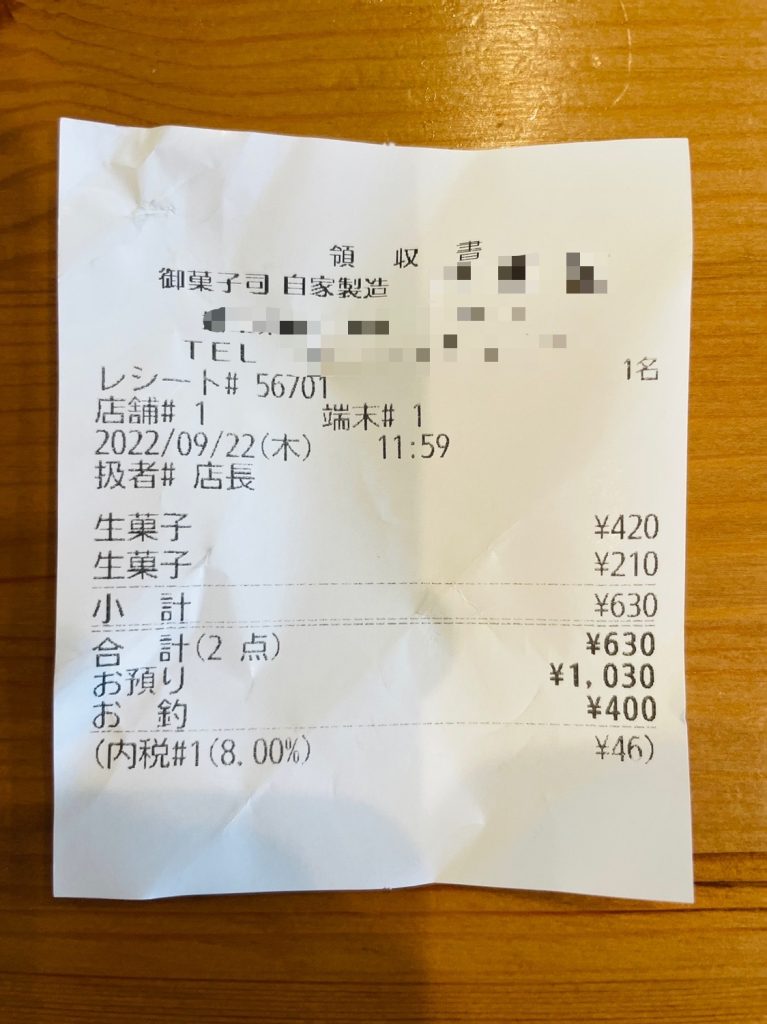 領 収 書
御菓子司 自家製造
TEL
レシート# 56701 1名
店舗# 1 端末# 1
2022/09/22(木) 11:59
扱者# 店長
生菓子 ¥420
生菓子 ¥210
小 計 ¥630
合 計(2 点) ¥630
お預り ¥1,030
お 釣 ¥400
(内税#1(8.00%) ¥46)